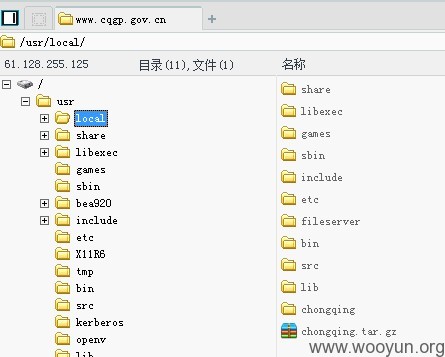 www.cqgp.gov.cn
/usr/local/
61.128.255.125
目录(11),文件(1)
名称
/
usr
local
share
libexec
games
sbin
bea920
include
etc
X11R6
tmp
bin
src
kerberos
openv
lib
share
libexec
games
sbin
include
etc
fileserver
bin
src
lib
chongqing
chongqing.tar.gz
www.wooyun.org